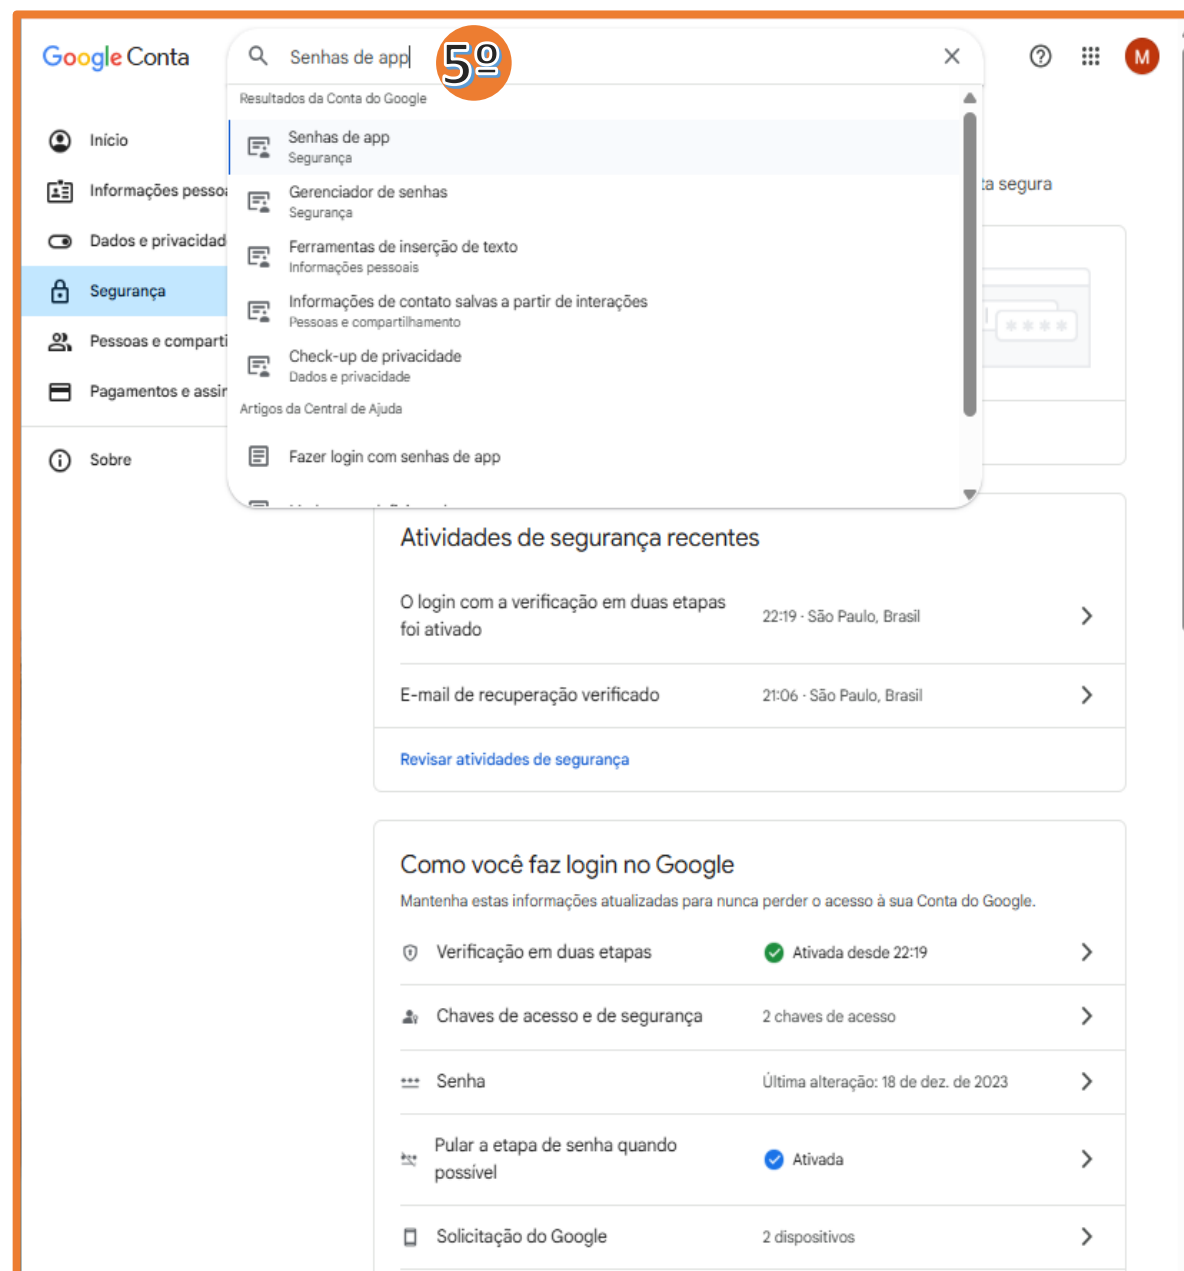 Google Conta
Senhas de app
5º
M
Resultados da Conta do Google
Senhas de app
Segurança
Gerenciador de senhas
Segurança
Ferramentas de inserção de texto
Informações pessoais
Informações de contato salvas a partir de interações
Pessoas e compartilhamento
Check-up de privacidade
Dados e privacidade
Artigos da Central de Ajuda
Fazer login com senhas de app
Início
Informações pessoa
Dados e privacidad
Segurança
Pessoas e comparti
Pagamentos e assin
Sobre
ta segura
****
Atividades de segurança recentes
O login com a verificação em duas etapas
foi ativado
22:19 · São Paulo, Brasil
E-mail de recuperação verificado
21:06 · São Paulo, Brasil
Revisar atividades de segurança
Como você faz login no Google
Mantenha estas informações atualizadas para nunca perder o acesso à sua Conta do Google.
Verificação em duas etapas
Ativada desde 22:19
Chaves de acesso e de segurança
2 chaves de acesso
Senha
Última alteração: 18 de dez. de 2023
Pular a etapa de senha quando
possível
Ativada
Solicitação do Google
2 dispositivos